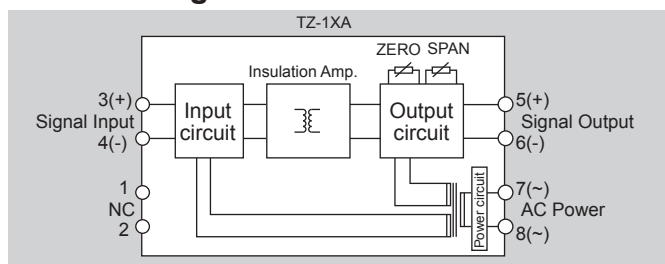 TZ-1XA
ZERO SPAN
Insulation Amp.
3(+)
Signal Input
4(-)
Input
circuit
Output
circuit
5(+)
Signal Output
6(-)
1
NC
2
Power circuit
7(~)
AC Power
8(~)